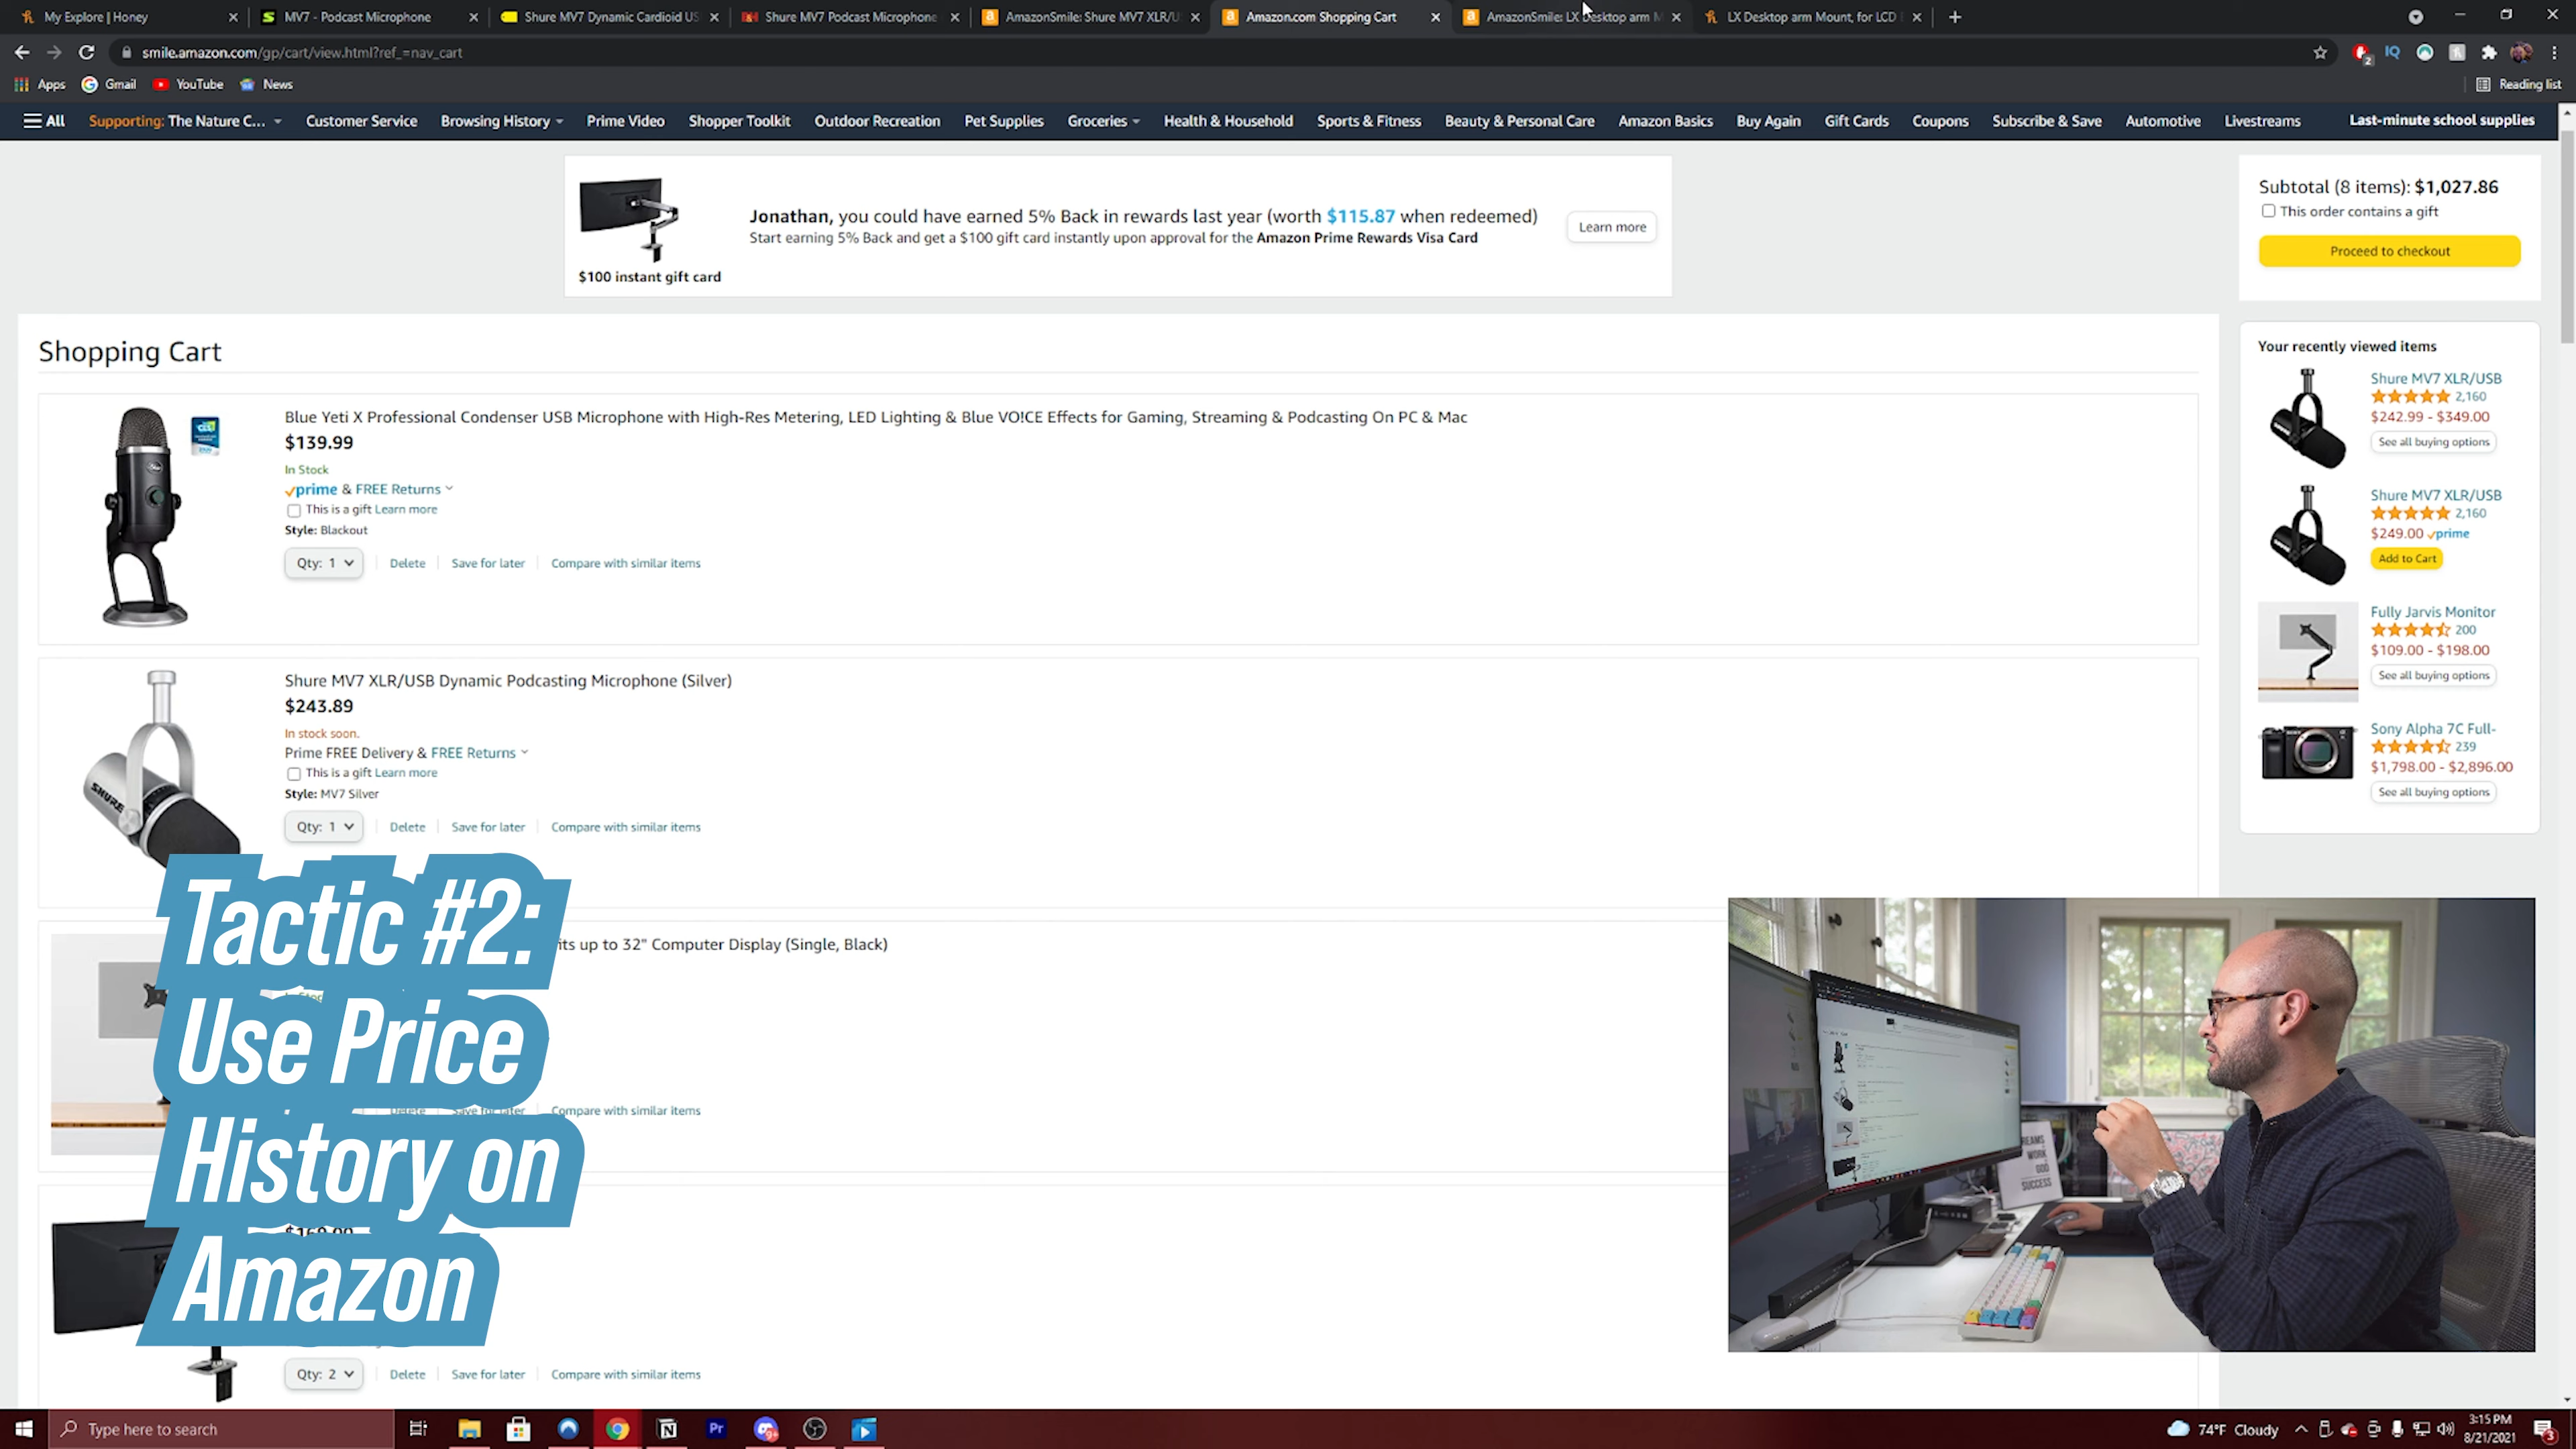 My Explore | Honey
MV7 - Podcast Microphone
Shure MV7 Dynamic Cardioid US
Shure MV7 Podcast Microphone
AmazonSmile: Shure MV7 XLR/U
Amazon.com Shopping Cart
AmazonSmile: LX Desktop arm M
LX Desktop arm Mount, for LCD
smile.amazon.com/gp/cart/view.html?ref_=nav_cart
Apps
Gmail
YouTube
News
Reading list
All
Supporting: The Nature C...
Customer Service
Browsing History
Prime Video
Shopper Toolkit
Outdoor Recreation
Pet Supplies
Groceries
Health & Household
Sports & Fitness
Beauty & Personal Care
Amazon Basics
Buy Again
Gift Cards
Coupons
Subscribe & Save
Automotive
Livestreams
Last-minute school supplies
$100 instant gift card
Jonathan, you could have earned 5% Back in rewards last year (worth $115.87 when redeemed)
Start earning 5% Back and get a $100 gift card instantly upon approval for the Amazon Prime Rewards Visa Card
Learn more
Subtotal (8 items): $1,027.86
This order contains a gift
Proceed to checkout
Shopping Cart
Blue Yeti X Professional Condenser USB Microphone with High-Res Metering, LED Lighting & Blue VO!CE Effects for Gaming, Streaming & Podcasting On PC & Mac
$139.99
In Stock
prime & FREE Returns
This is a gift Learn more
Style: Blackout
Qty: 1
Delete
Save for later
Compare with similar items
Shure MV7 XLR/USB Dynamic Podcasting Microphone (Silver)
$243.89
In stock soon.
Prime FREE Delivery & FREE Returns
This is a gift Learn more
Style: MV7 Silver
SHURE
Qty: 1
Delete
Save for later
Compare with similar items
its up to 32" Computer Display (Single, Black)
Delete
Save for later
Compare with similar items
$169.00
Qty: 2
Delete
Save for later
Compare with similar items
Your recently viewed items
Shure MV7 XLR/USB
2,160
$242.99 - $349.00
See all buying options
Shure MV7 XLR/USB
2,160
$249.00 prime
Add to Cart
Fully Jarvis Monitor
200
$109.00 - $198.00
See all buying options
Sony Alpha 7C Full-
239
$1,798.00 - $2,896.00
See all buying options
Tactic #2:
Use Price
History on
Amazon
Type here to search
74°F Cloudy
3:15 PM
8/21/2021